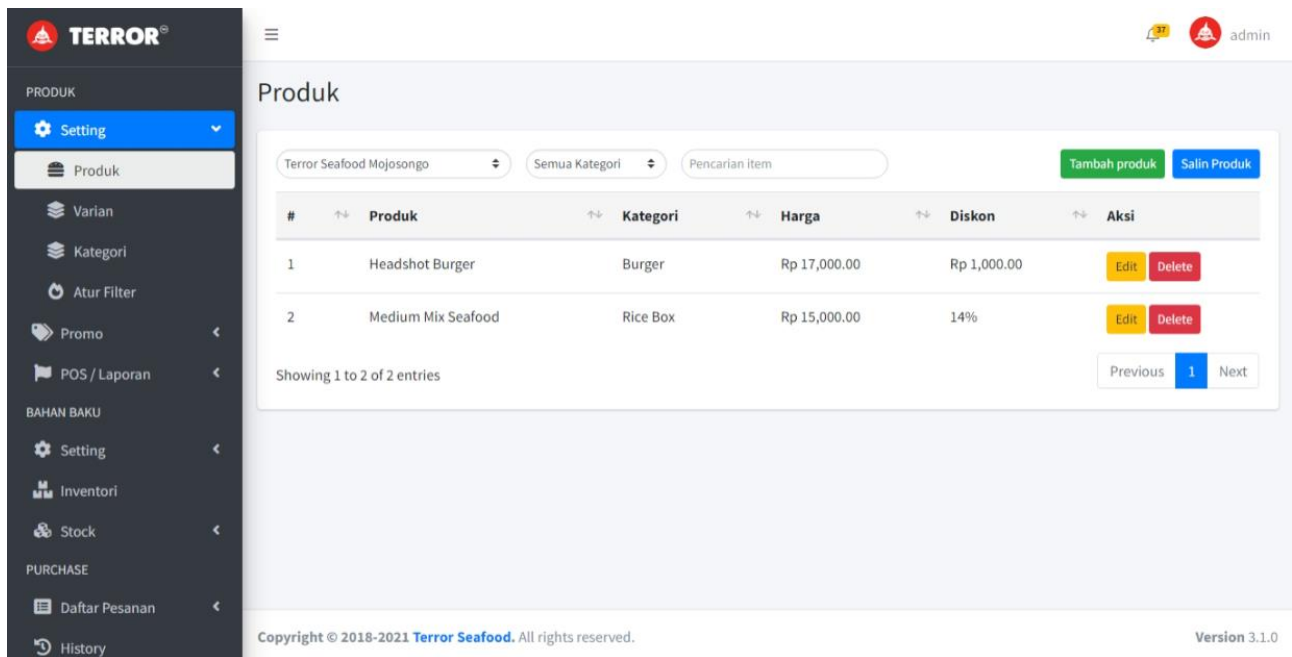 TERROR®
37
admin
PRODUK
Setting
Produk
Varian
Kategori
Atur Filter
Promo
POS / Laporan
BAHAN BAKU
Setting
Inventori
Stock
PURCHASE
Daftar Pesanan
History
Produk
Terror Seafood Mojosongo Semua Kategori Pencarian item Tambah produk Salin Produk
# Produk Kategori Harga Diskon Aksi
1 Headshot Burger Burger Rp 17,000.00 Rp 1,000.00 Edit Delete
2 Medium Mix Seafood Rice Box Rp 15,000.00 14% Edit Delete
Showing 1 to 2 of 2 entries Previous 1 Next
Copyright © 2018-2021 Terror Seafood. All rights reserved. Version 3.1.0